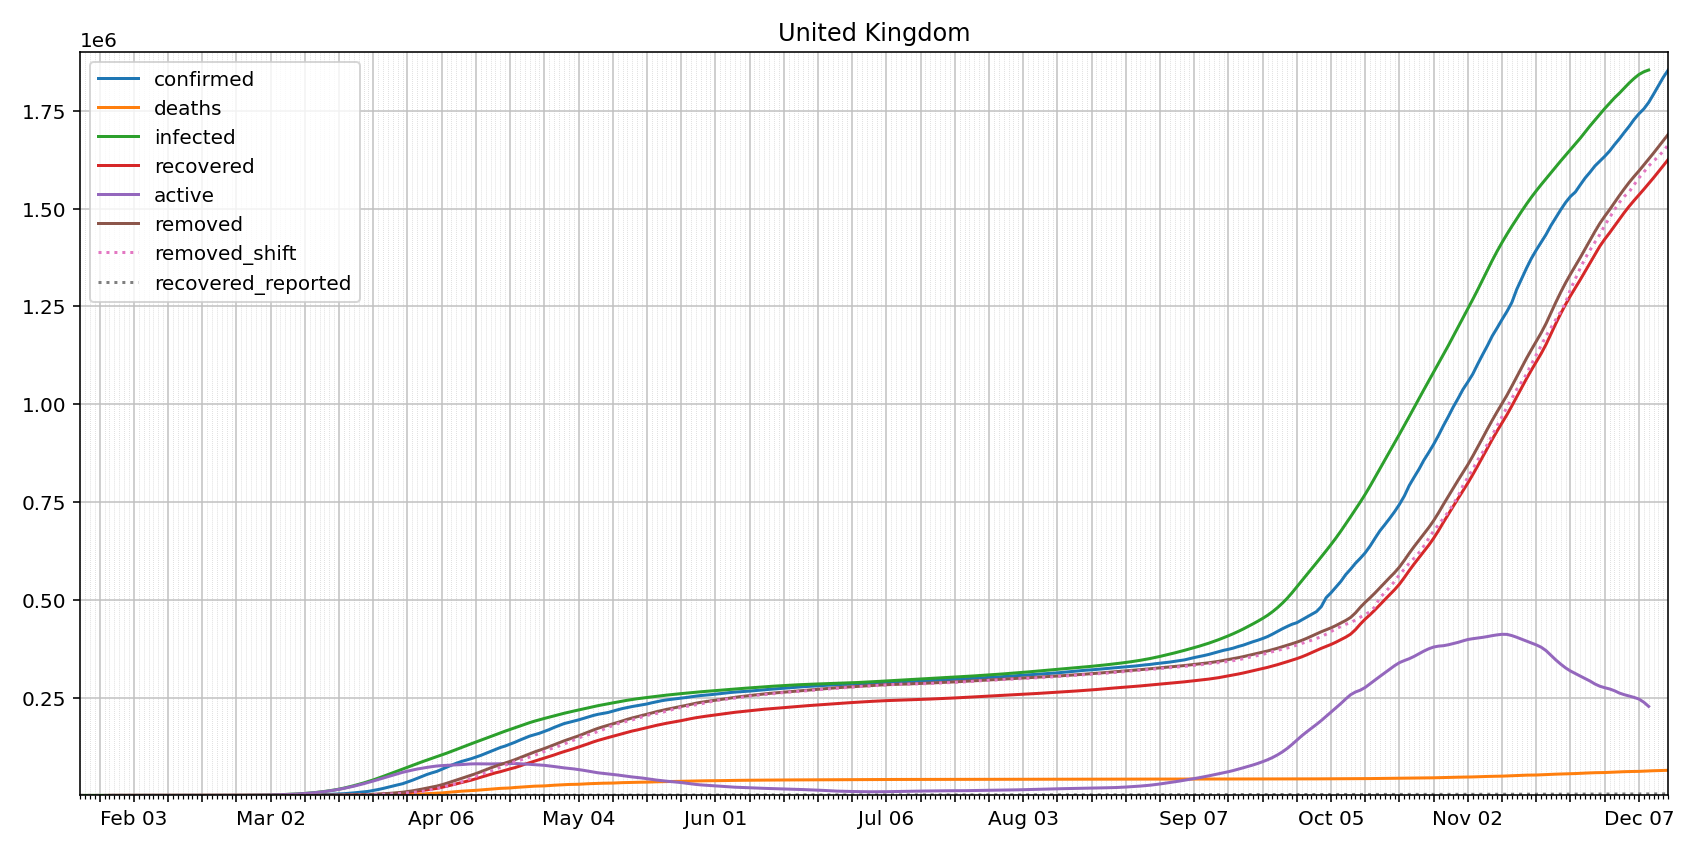 United Kingdom
1e6
confirmed
deaths
infected
recovered
active
removed
removed_shift
recovered_reported
1.75
1.50
1.25
1.00
0.75
0.50
0.25
Feb 03 Mar 02 Apr 06 May 04 Jun 01 Jul 06 Aug 03 Sep 07 Oct 05 Nov 02 Dec 07